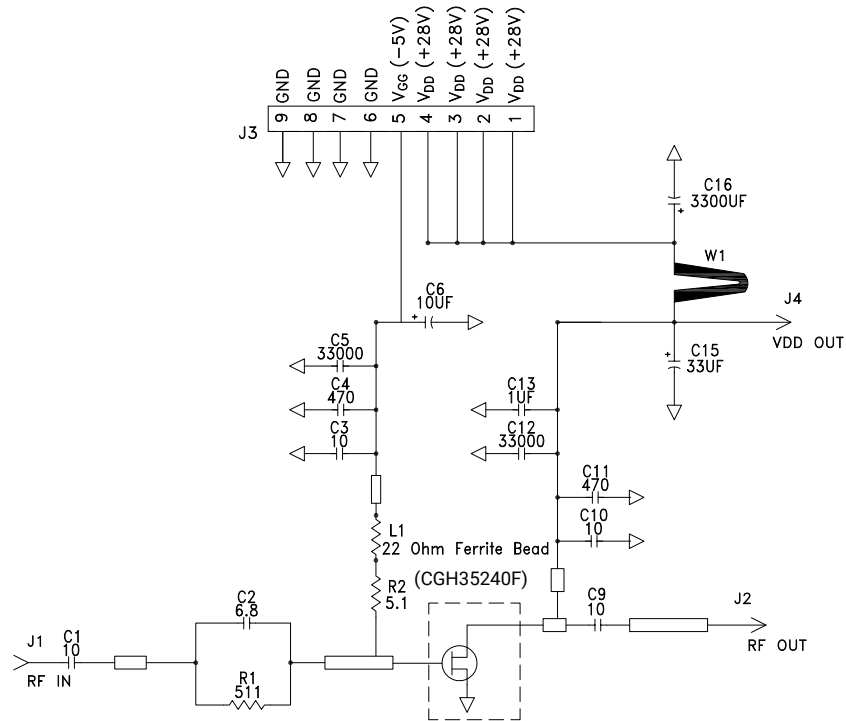 GND
GND
GND
GND
VGG (−5V)
VDD (+28V)
VDD (+28V)
VDD (+28V)
VDD (+28V)
J3
9 8 7 6 5 4 3 2 1
C16
3300UF
W1
J4
VDD OUT
C6
10UF
C15
33UF
C5
33000
C4
470
C3
10
C13
1UF
C12
33000
C11
470
C10
10
L1
22 Ohm Ferrite Bead
(CGH35240F)
R2
5.1
C2
6.8
C9
10
J2
RF OUT
J1
RF IN
C1
10
R1
511